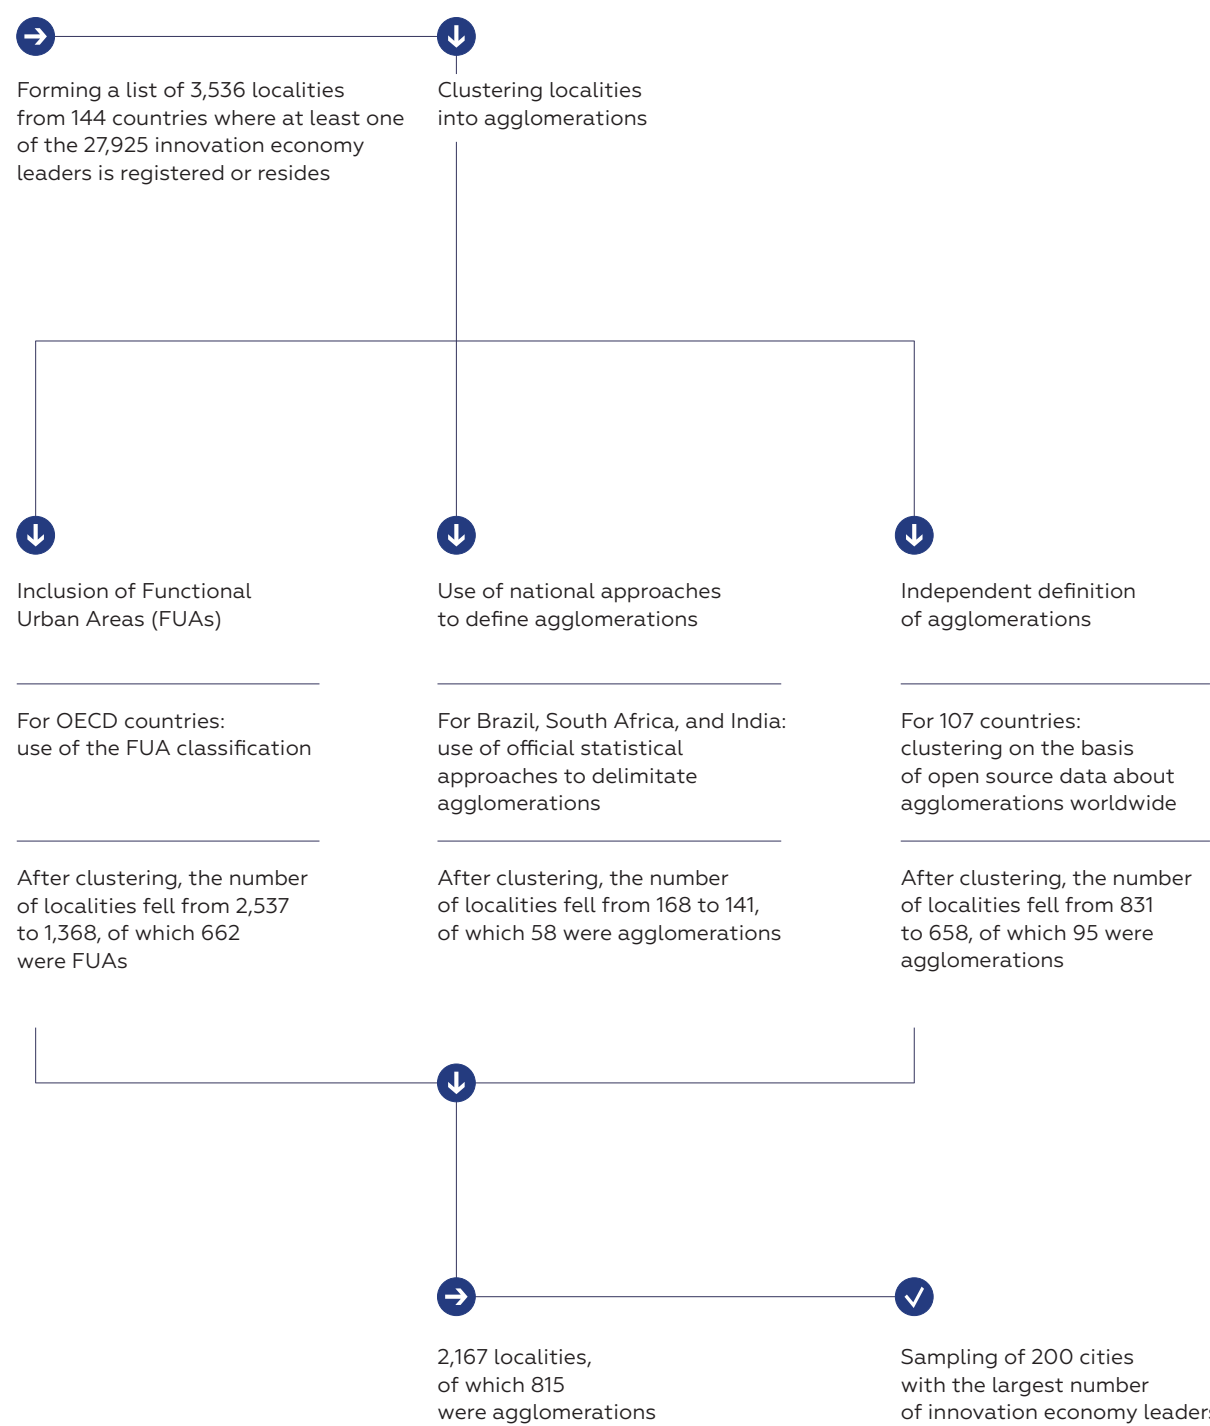 Forming a list of 3,536 localities
from 144 countries where at least one
of the 27,925 innovation economy
leaders is registered or resides
Clustering localities
into agglomerations
Inclusion of Functional
Urban Areas (FUAs)
For OECD countries:
use of the FUA classification
After clustering, the number
of localities fell from 2,537
to 1,368, of which 662
were FUAs
Use of national approaches
to define agglomerations
For Brazil, South Africa, and India:
use of official statistical
approaches to delimitate
agglomerations
After clustering, the number
of localities fell from 168 to 141,
of which 58 were agglomerations
Independent definition
of agglomerations
For 107 countries:
clustering on the basis
of open source data about
agglomerations worldwide
After clustering, the number
of localities fell from 831
to 658, of which 95 were
agglomerations
2,167 localities,
of which 815
were agglomerations
Sampling of 200 cities
with the largest number
of innovation economy leaders